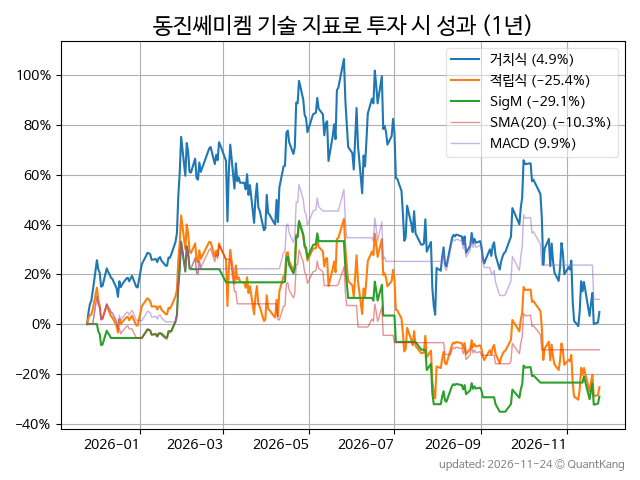 동진쎄미켐 기술 지표로 투자 시 성과 (1년)
거치식 (4.9%)
적립식 (−25.4%)
SigM (−29.1%)
SMA(20) (−10.3%)
MACD (9.9%)
100%
80%
60%
40%
20%
0%
−20%
−40%
2026-01
2026-03
2026-05
2026-07
2026-09
2026-11
updated: 2026-11-24 © QuantKang